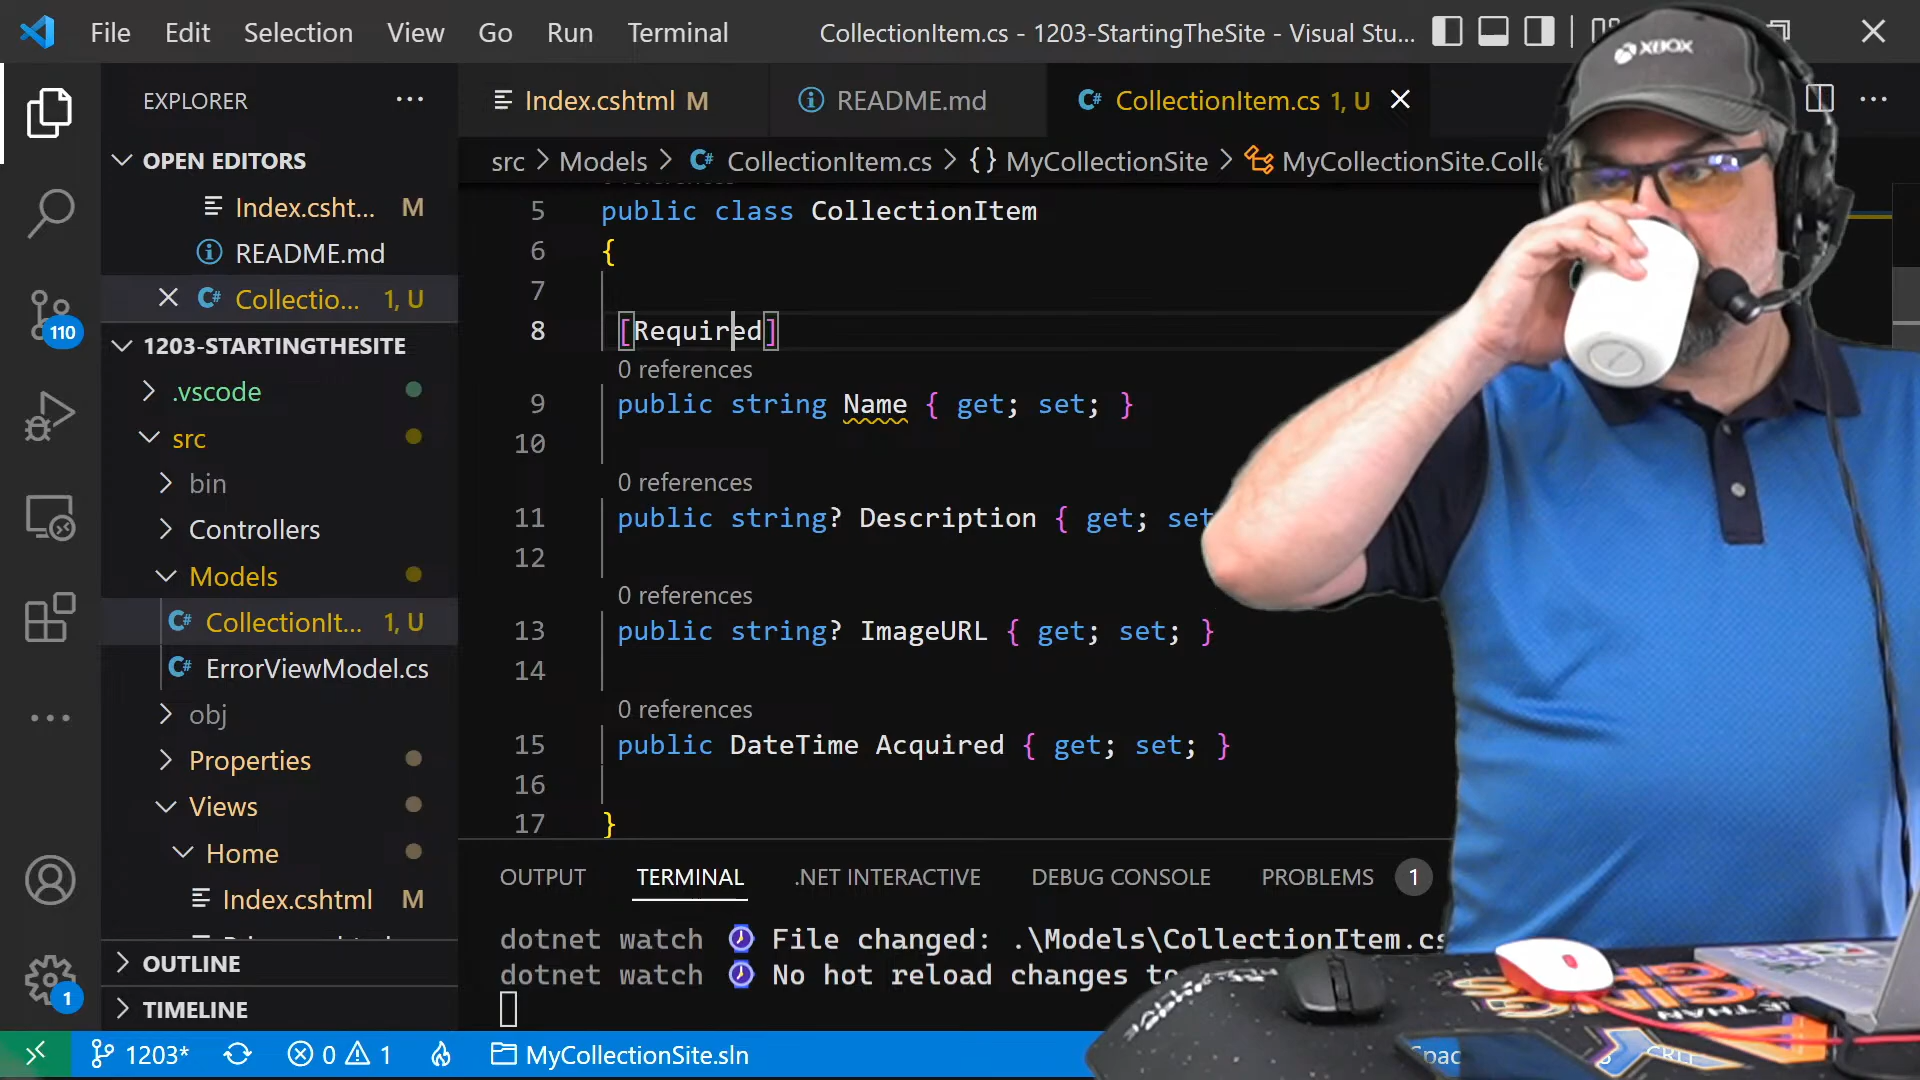 File Edit Selection View Go Run Terminal CollectionItem.cs - 1203-StartingTheSite - Visual Stu...
XBOX
EXPLORER
Index.cshtml M
README.md
CollectionItem.cs 1, U
OPEN EDITORS
src > Models > CollectionItem.cs > {} MyCollectionSite > MyCollectionSite.Colle
Index.csht... M
README.md
Collectio... 1, U
1203-STARTINGTHESITE
.vscode
src
bin
Controllers
Models
CollectionIt... 1, U
ErrorViewModel.cs
obj
Properties
Views
Home
Index.cshtml M
OUTLINE
TIMELINE
110
1
5 public class CollectionItem
6 {
7
8 [Required]
0 references
9 public string Name { get; set; }
10
0 references
11 public string? Description { get; set
12
0 references
13 public string? ImageURL { get; set; }
14
0 references
15 public DateTime Acquired { get; set; }
16
17 }
OUTPUT TERMINAL .NET INTERACTIVE DEBUG CONSOLE PROBLEMS 1
dotnet watch File changed: .\Models\CollectionItem.cs
dotnet watch No hot reload changes to
1203* 0 1 MyCollectionSite.sln
Spac